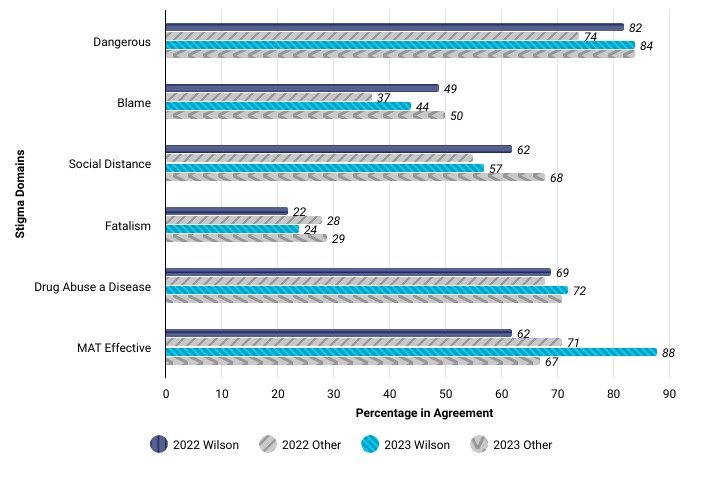 Stigma Domains
Dangerous
82
74
84
Blame
49
37
44
50
Social Distance
62
57
68
Fatalism
22
28
24
29
Drug Abuse a Disease
69
72
MAT Effective
62
71
88
67
0 10 20 30 40 50 60 70 80 90
Percentage in Agreement
2022 Wilson 2022 Other 2023 Wilson 2023 Other